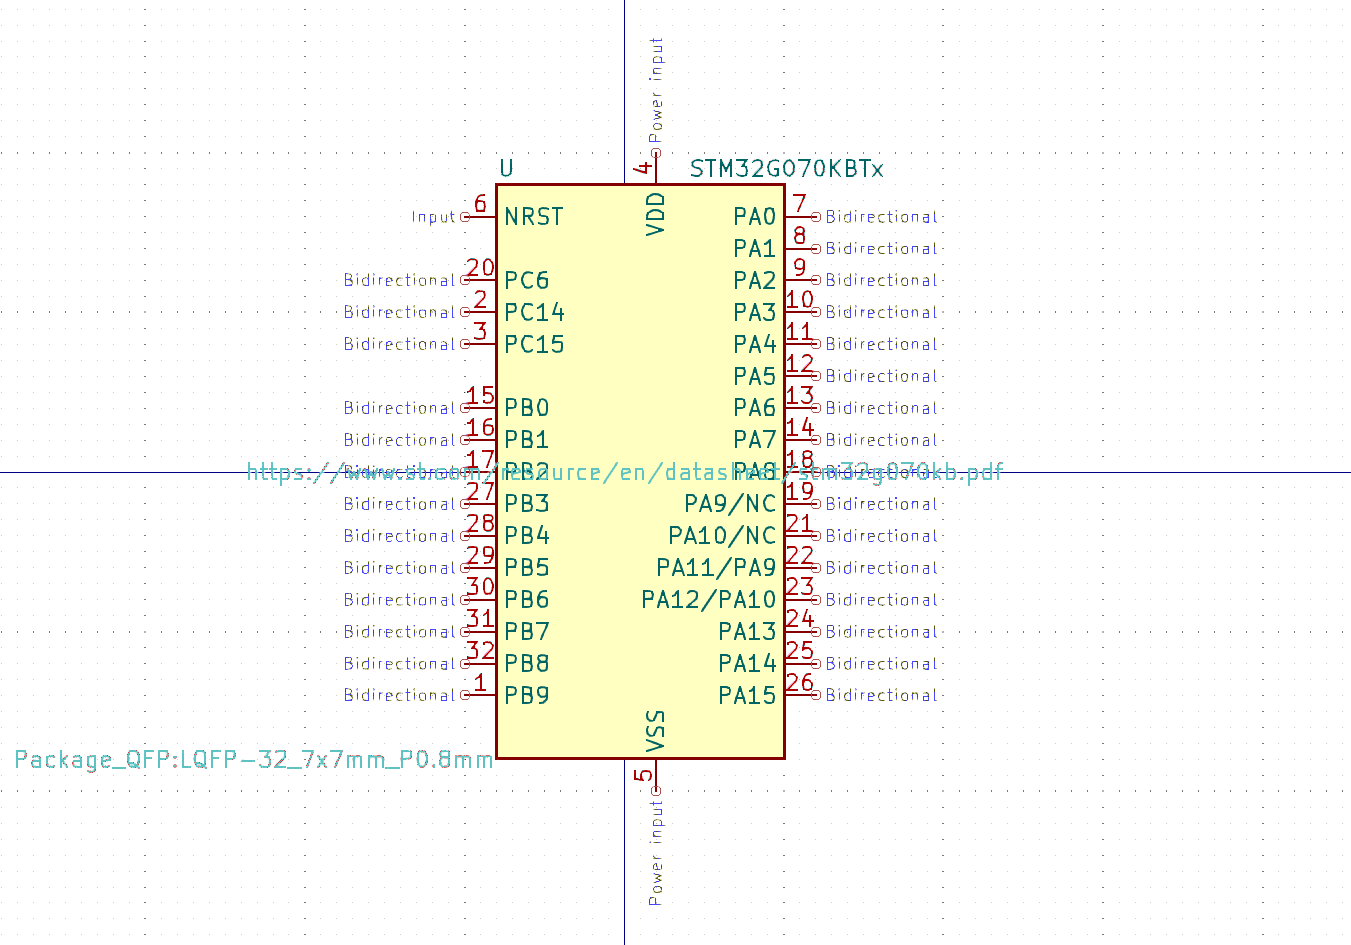 Power input
4
U STM32G070KBTx
VDD
Input 6 NRST PA0 7 Bidirectional
PA1 8 Bidirectional
Bidirectional 20 PC6 PA2 9 Bidirectional
Bidirectional 2 PC14 PA3 10 Bidirectional
Bidirectional 3 PC15 PA4 11 Bidirectional
PA5 12 Bidirectional
Bidirectional 15 PB0 PA6 13 Bidirectional
Bidirectional 16 PB1 PA7 14 Bidirectional
Bidirectional 17 PB2 PA8 18 Bidirectional
https://www.st.com/resource/en/datasheet/stm32g070kb.pdf
Bidirectional 27 PB3 PA9/NC 19 Bidirectional
Bidirectional 28 PB4 PA10/NC 21 Bidirectional
Bidirectional 29 PB5 PA11/PA9 22 Bidirectional
Bidirectional 30 PB6 PA12/PA10 23 Bidirectional
Bidirectional 31 PB7 PA13 24 Bidirectional
Bidirectional 32 PB8 PA14 25 Bidirectional
Bidirectional 1 PB9 PA15 26 Bidirectional
VSS
Package_QFP:LQFP-32_7x7mm_P0.8mm
5
Power input